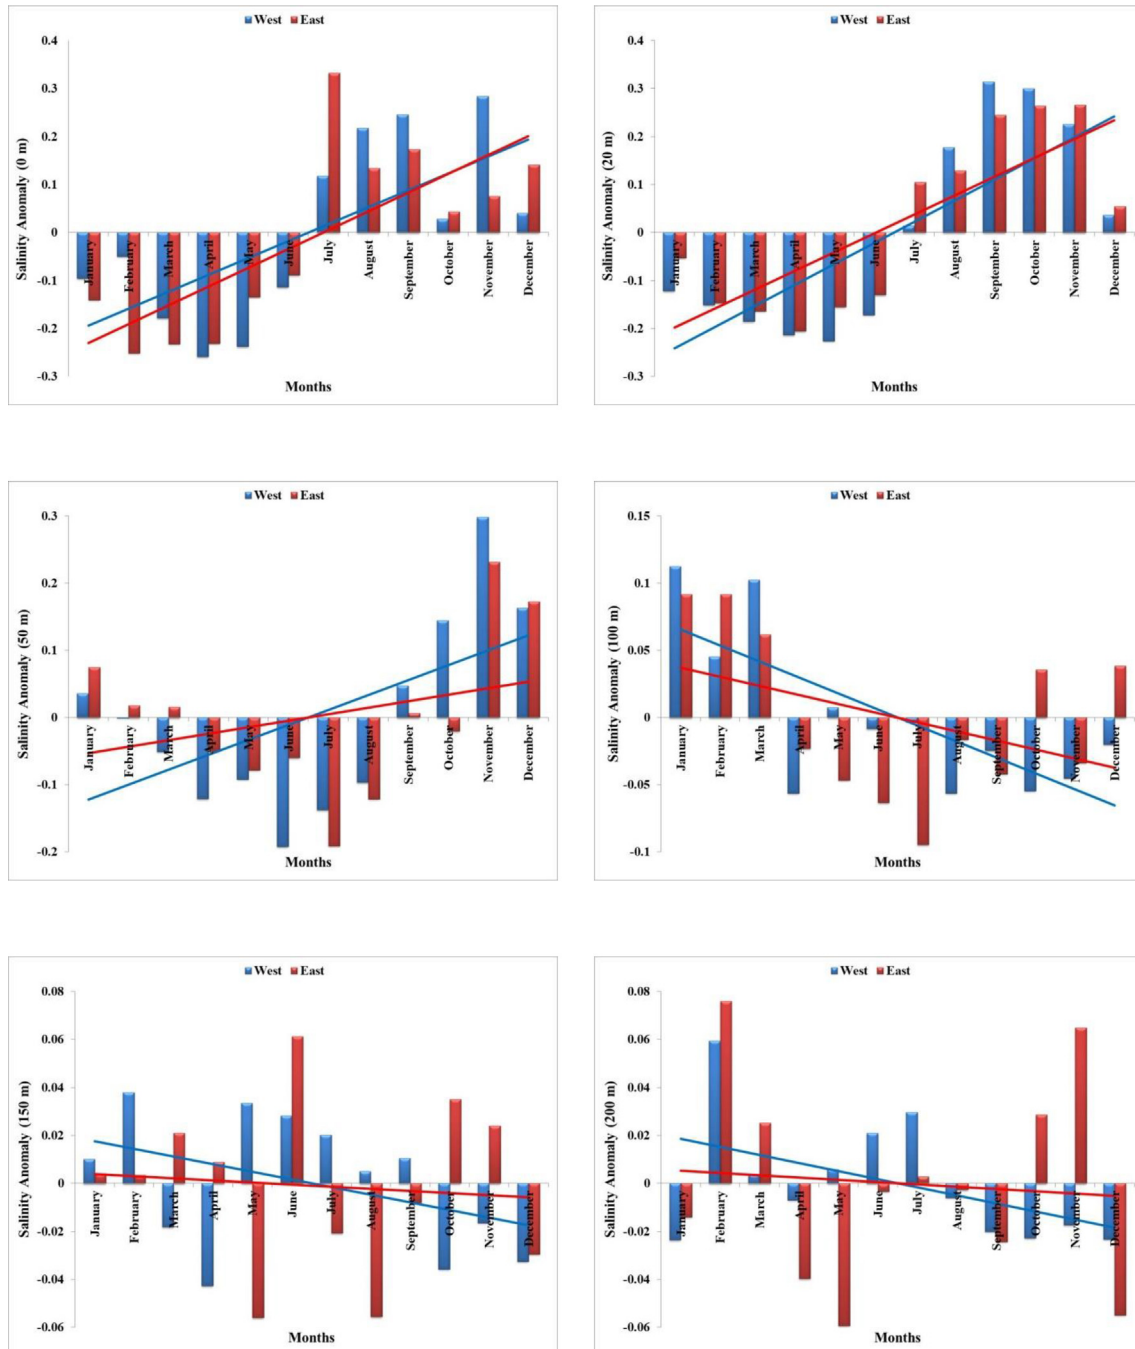 West East
0.4
0.3
0.2
0.1
0
-0.1
-0.2
-0.3
Salinity Anomaly (0 m)
January
February
March
April
May
June
July
August
September
October
November
December
Months
West East
0.4
0.3
0.2
0.1
0
-0.1
-0.2
-0.3
Salinity Anomaly (20 m)
January
February
March
April
May
June
July
August
September
October
November
December
Months
West East
0.3
0.2
0.1
0
-0.1
-0.2
Salinity Anomaly (50 m)
January
February
March
April
May
June
July
August
September
October
November
December
Months
West East
0.15
0.1
0.05
0
-0.05
-0.1
Salinity Anomaly (100 m)
January
February
March
April
May
June
July
August
September
October
November
December
Months
West East
0.08
0.06
0.04
0.02
0
-0.02
-0.04
-0.06
Salinity Anomaly (150 m)
January
February
March
April
May
June
July
August
September
October
November
December
Months
West East
0.08
0.06
0.04
0.02
0
-0.02
-0.04
-0.06
Salinity Anomaly (200 m)
January
February
March
April
May
June
July
August
September
October
November
December
Months